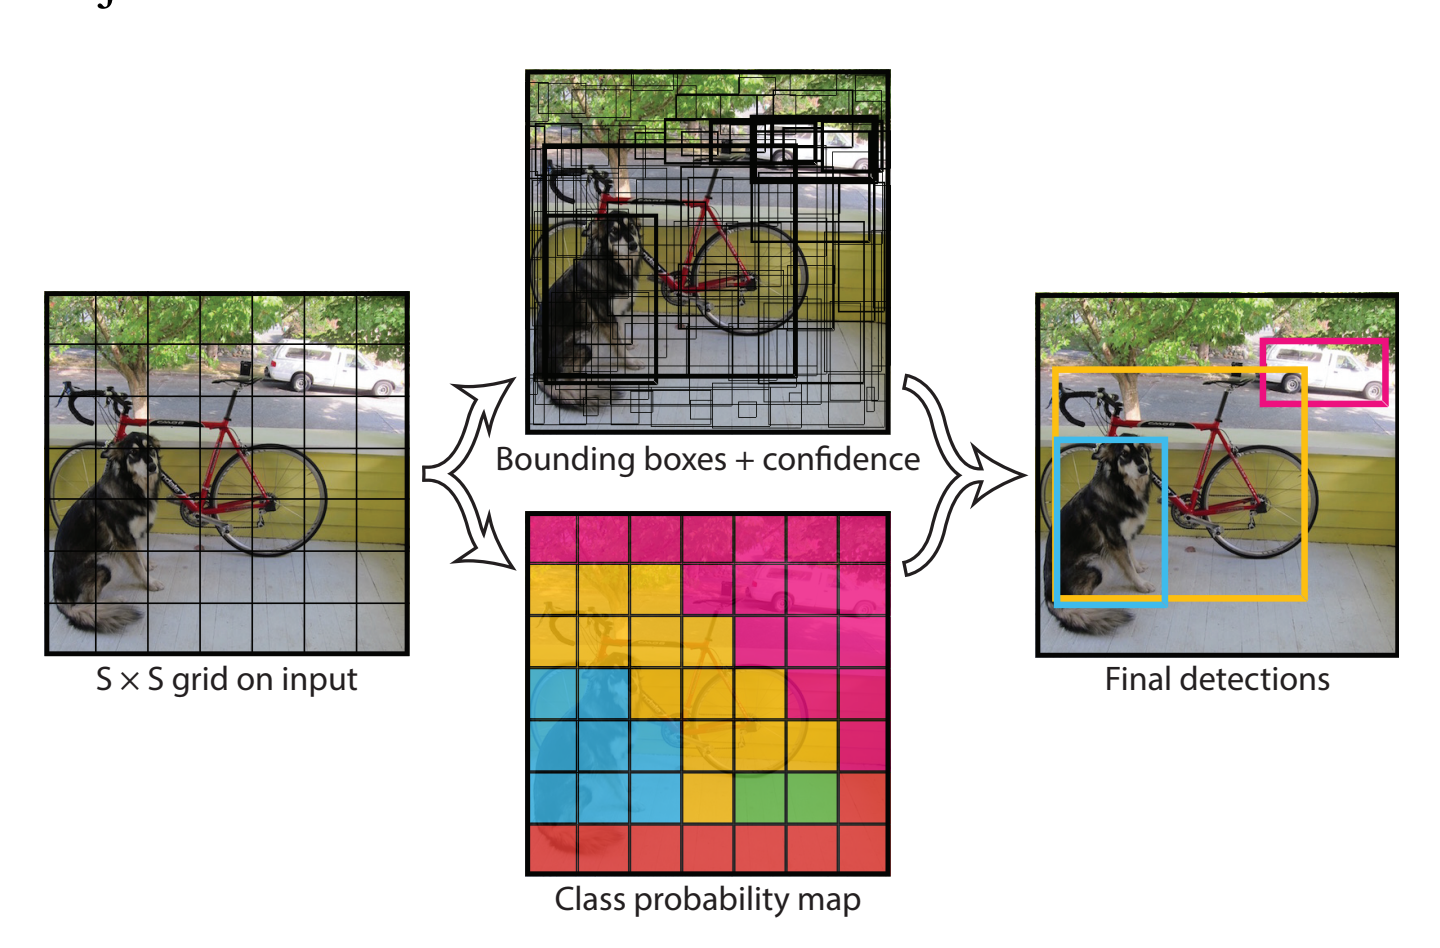 S × S grid on input
Bounding boxes + confidence
Class probability map
Final detections